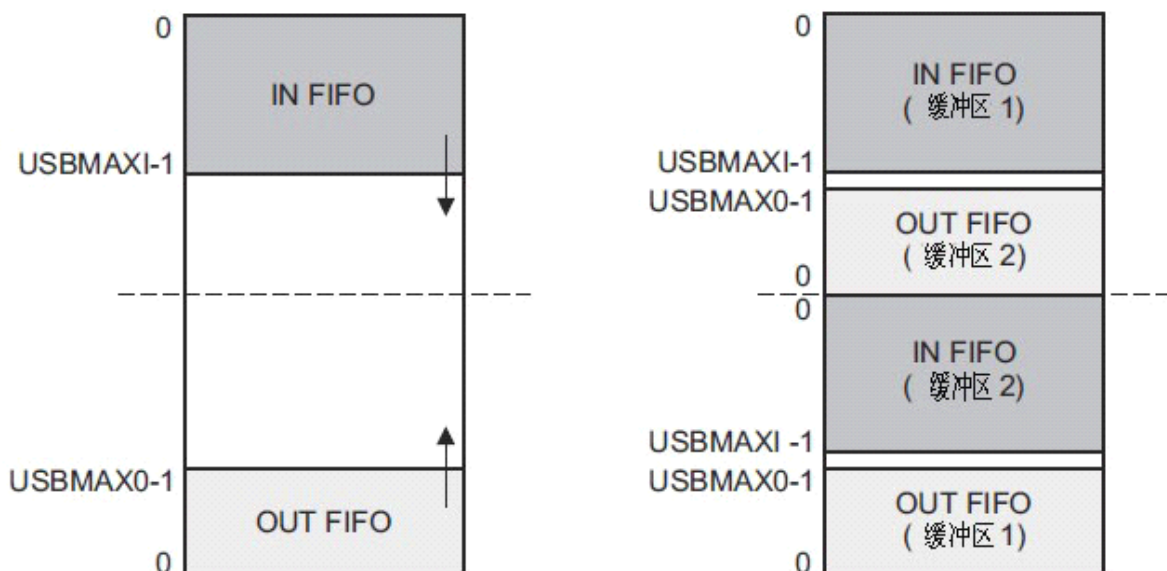 0
IN FIFO
USBMAXI-1
USBMAX0-1
OUT FIFO
0
0
IN FIFO
( 缓冲区 1)
USBMAXI-1
USBMAX0-1
OUT FIFO
( 缓冲区 2)
0
0
IN FIFO
( 缓冲区 2)
USBMAXI -1
USBMAX0-1
OUT FIFO
( 缓冲区 1)
0